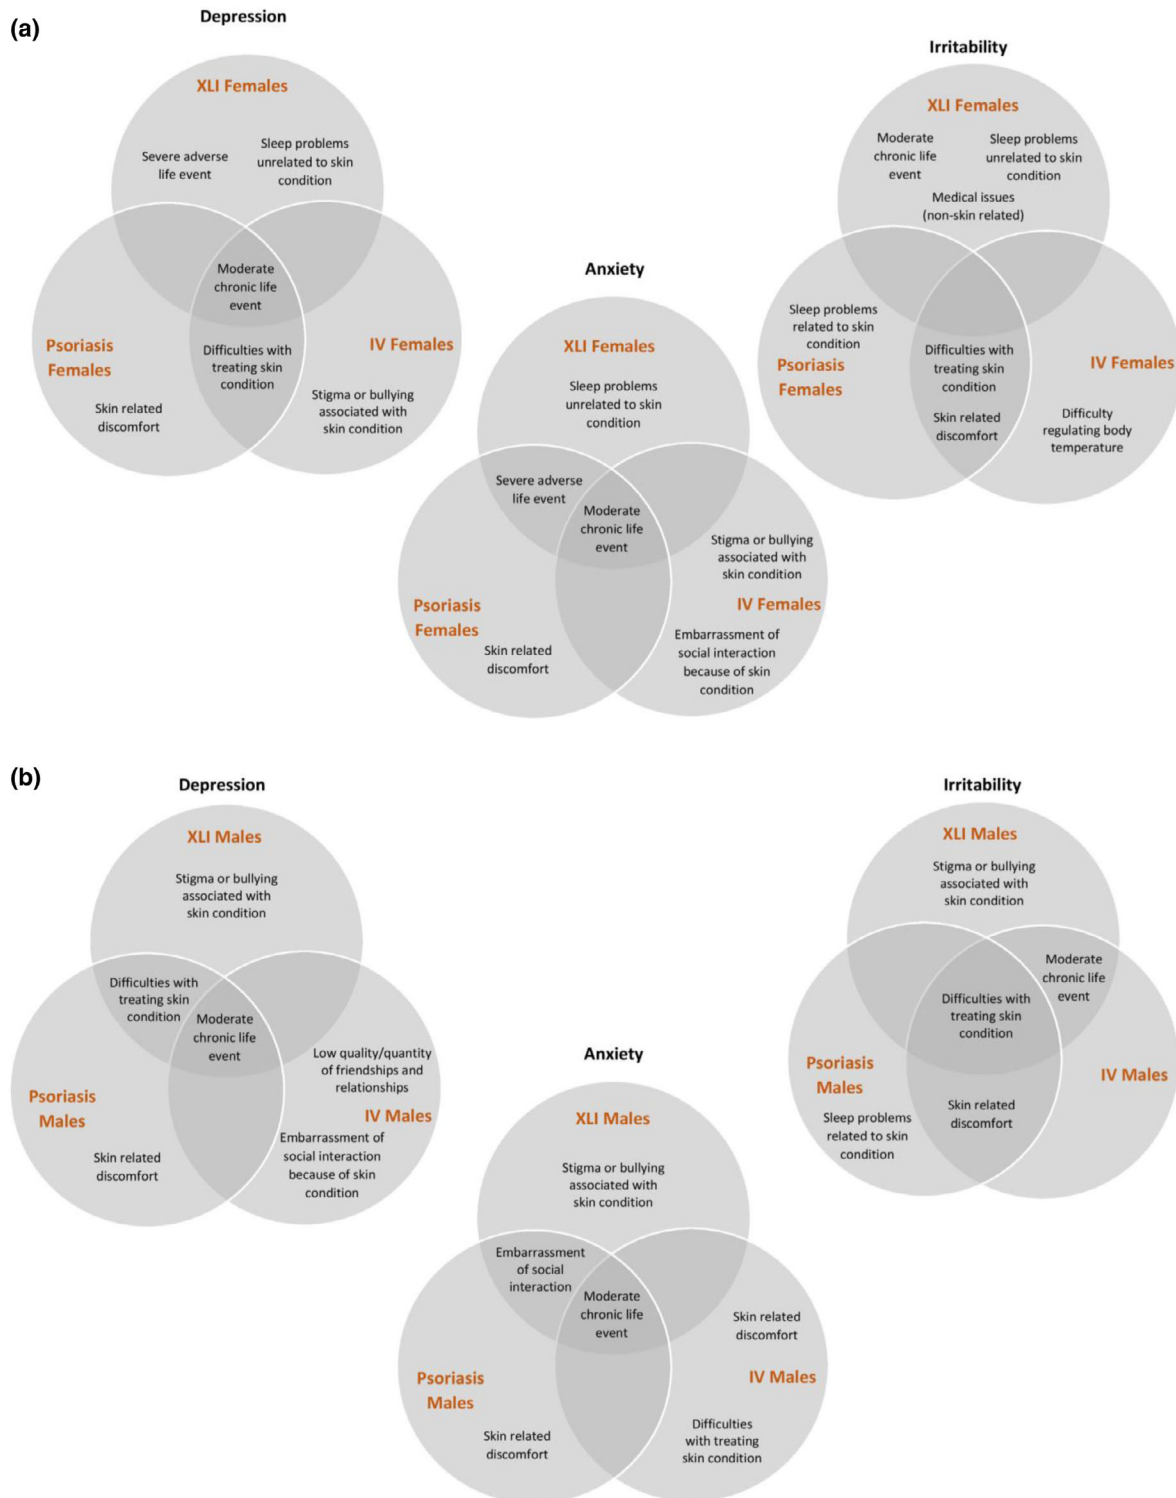 (a)
Depression
XLI Females
Severe adverse
life event
Sleep problems
unrelated to skin
condition
Moderate
chronic life
event
Psoriasis
Females
Difficulties with
treating skin
condition
IV Females
Skin related
discomfort
Stigma or bullying
associated with
skin condition
Anxiety
XLI Females
Sleep problems
unrelated to skin
condition
Severe adverse
life event
Moderate
chronic life
event
Stigma or bullying
associated with
skin condition
Psoriasis
Females
IV Females
Skin related
discomfort
Embarrassment of
social interaction
because of skin
condition
Irritability
XLI Females
Moderate
chronic life
event
Sleep problems
unrelated to skin
condition
Medical issues
(non-skin related)
Sleep problems
related to skin
condition
Psoriasis
Females
Difficulties with
treating skin
condition
IV Females
Skin related
discomfort
Difficulty
regulating body
temperature
(b)
Depression
XLI Males
Stigma or bullying
associated with
skin condition
Difficulties with
treating skin
condition
Moderate
chronic life
event
Low quality/quantity
of friendships and
relationships
Psoriasis
Males
IV Males
Skin related
discomfort
Embarrassment of
social interaction
because of skin
condition
Anxiety
XLI Males
Stigma or bullying
associated with
skin condition
Embarrassment
of social
interaction
Moderate
chronic life
event
Skin related
discomfort
Psoriasis
Males
IV Males
Skin related
discomfort
Difficulties
with treating
skin condition
Irritability
XLI Males
Stigma or bullying
associated with
skin condition
Moderate
chronic life
event
Difficulties with
treating skin
condition
Psoriasis
Males
IV Males
Sleep problems
related to skin
condition
Skin related
discomfort